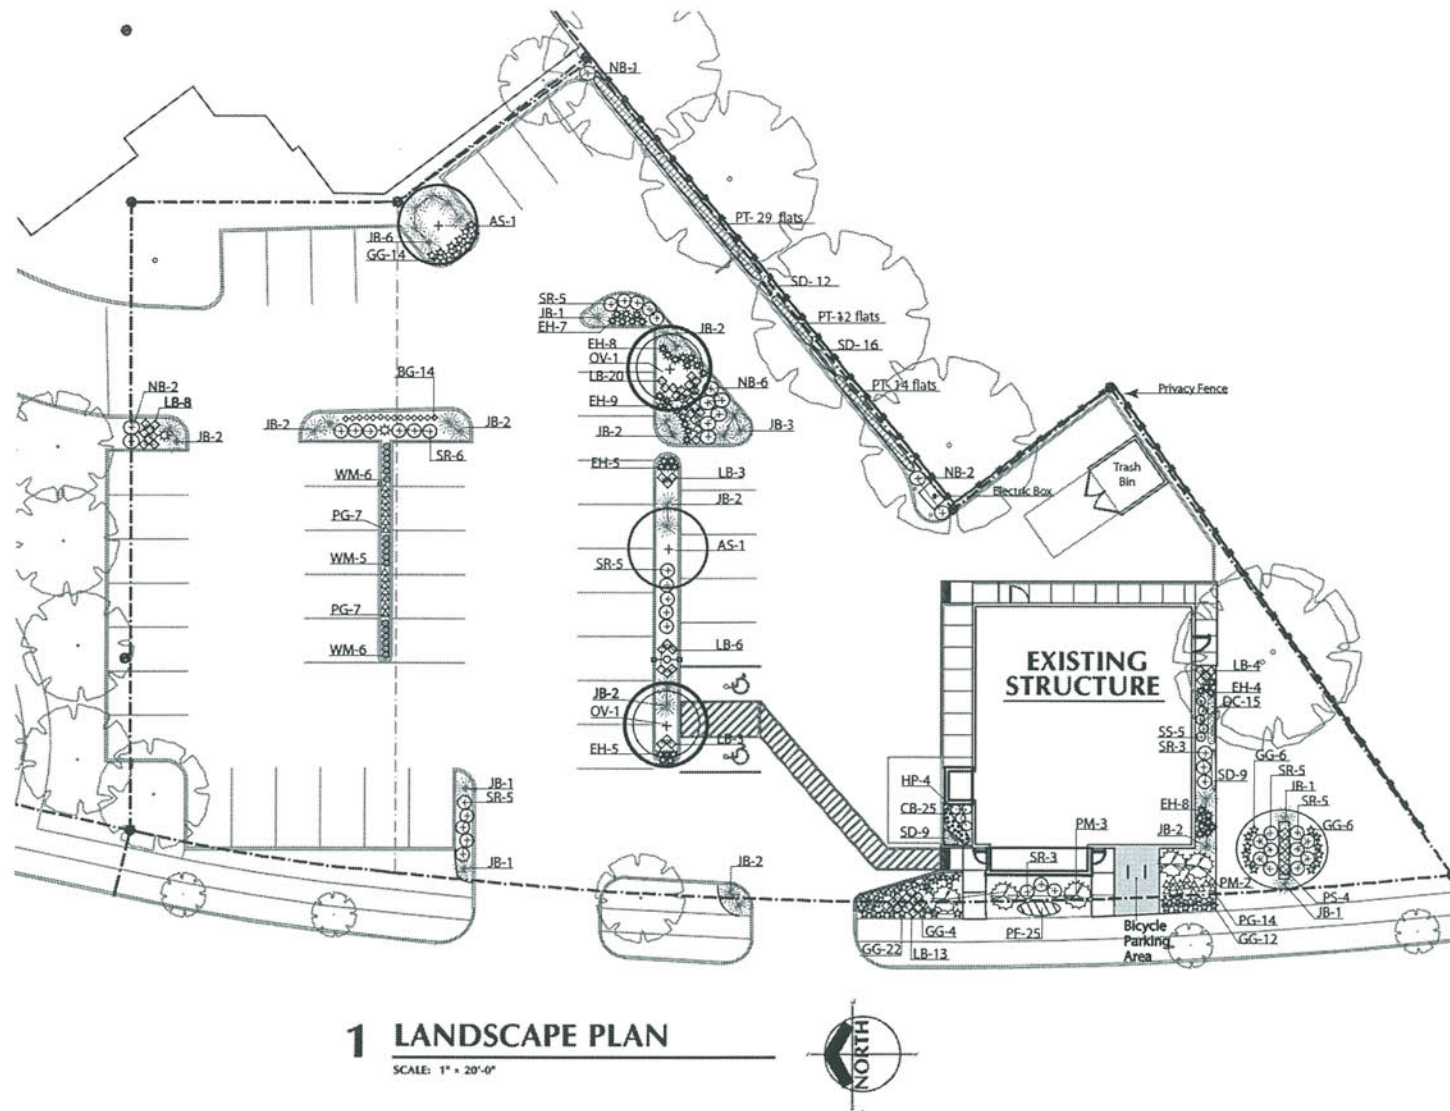 NB-1
AS-1
JB-6
GG-14
PT- 29 flats
SD- 12
PT-12 flats
SD- 16
PT- 14 flats
SR-5
JB-1
EH-7
JB-2
EH-8
OV-1
LB-20
NB-6
EH-9
JB-2
JB-3
BG-14
NB-2
LB-8
JB-2
JB-2
JB-2
SR-6
Privacy Fence
WM-6
EH-5
LB-3
JB-2
NB-2
Electric Box
Trash
Bin
PG-7
AS-1
WM-5
SR-5
PG-7
WM-6
LB-6
JB-2
OV-1
EH-5
LB-3
EXISTING
STRUCTURE
LB-4
EH-4
DC-15
SS-5
SR-3
SD-9
EH-8
JB-2
GG-6
SR-5
JB-1
SR-5
GG-6
HP-4
CB-25
SD-9
PM-3
SR-3
JB-1
SR-5
JB-1
JB-2
PM-2
PS-4
JB-1
PG-14
GG-12
GG-4
GG-22
LB-13
PF-25
Bicycle
Parking
Area
1 LANDSCAPE PLAN
SCALE: 1" = 20'-0"
NORTH